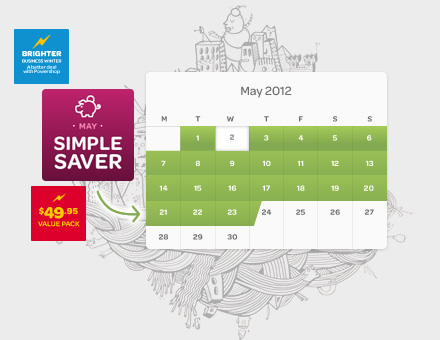 BRIGHTER
BUSINESS WINTER
A better deal
with Powershop
· MAY ·
SIMPLE
SAVER
$49.95
VALUE PACK
May 2012
M T W T F S S
1 2 3 4 5 6
7 8 9 10 11 12 13
14 15 16 17 18 19 20
21 22 23 24 25 26 27
28 29 30